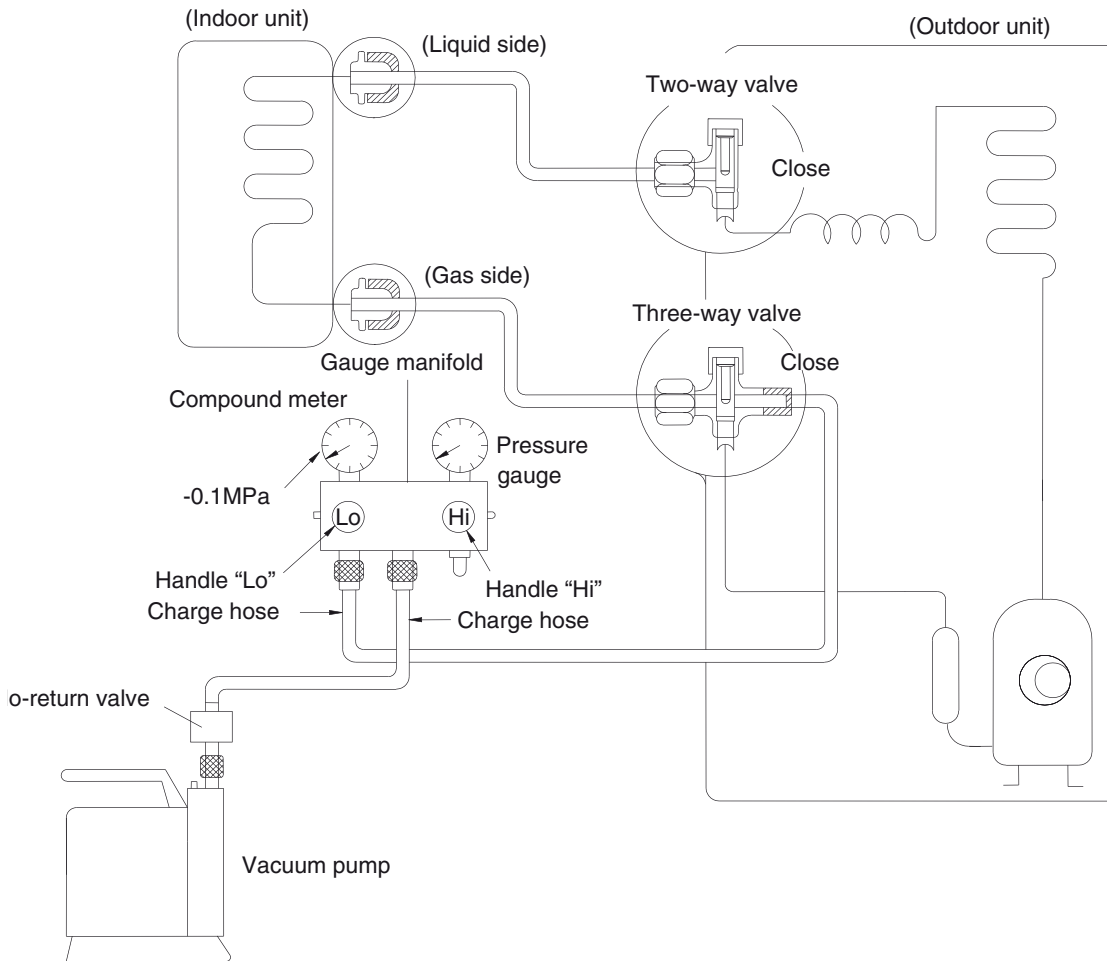 (Indoor unit)
(Liquid side)
(Outdoor unit)
Two-way valve
Close
(Gas side)
Three-way valve
Close
Gauge manifold
Compound meter
Pressure
gauge
-0.1MPa
Lo
Hi
Handle “Lo”
Handle “Hi”
Charge hose
Charge hose
o-return valve
Vacuum pump